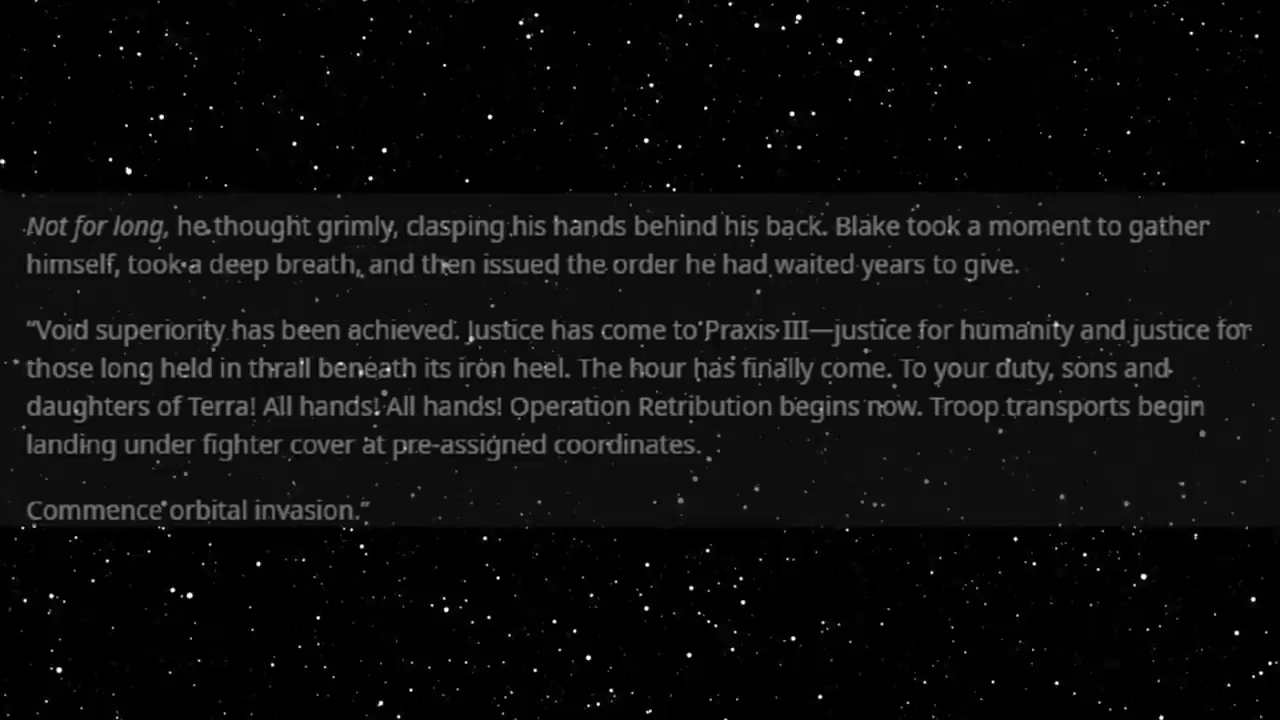 Not for long, he thought grimly, clasping his hands behind his back. Blake took a moment to gather
himself, took a deep breath, and then issued the order he had waited years to give.
“Void superiority has been achieved. Justice has come to Praxis III—justice for humanity and justice for
those long held in thrall beneath its iron heel. The hour has finally come. To your duty, sons and
daughters of Terra! All hands! All hands! Operation Retribution begins now. Troop transports begin
landing under fighter cover at pre-assigned coordinates.
Commence orbital invasion.”